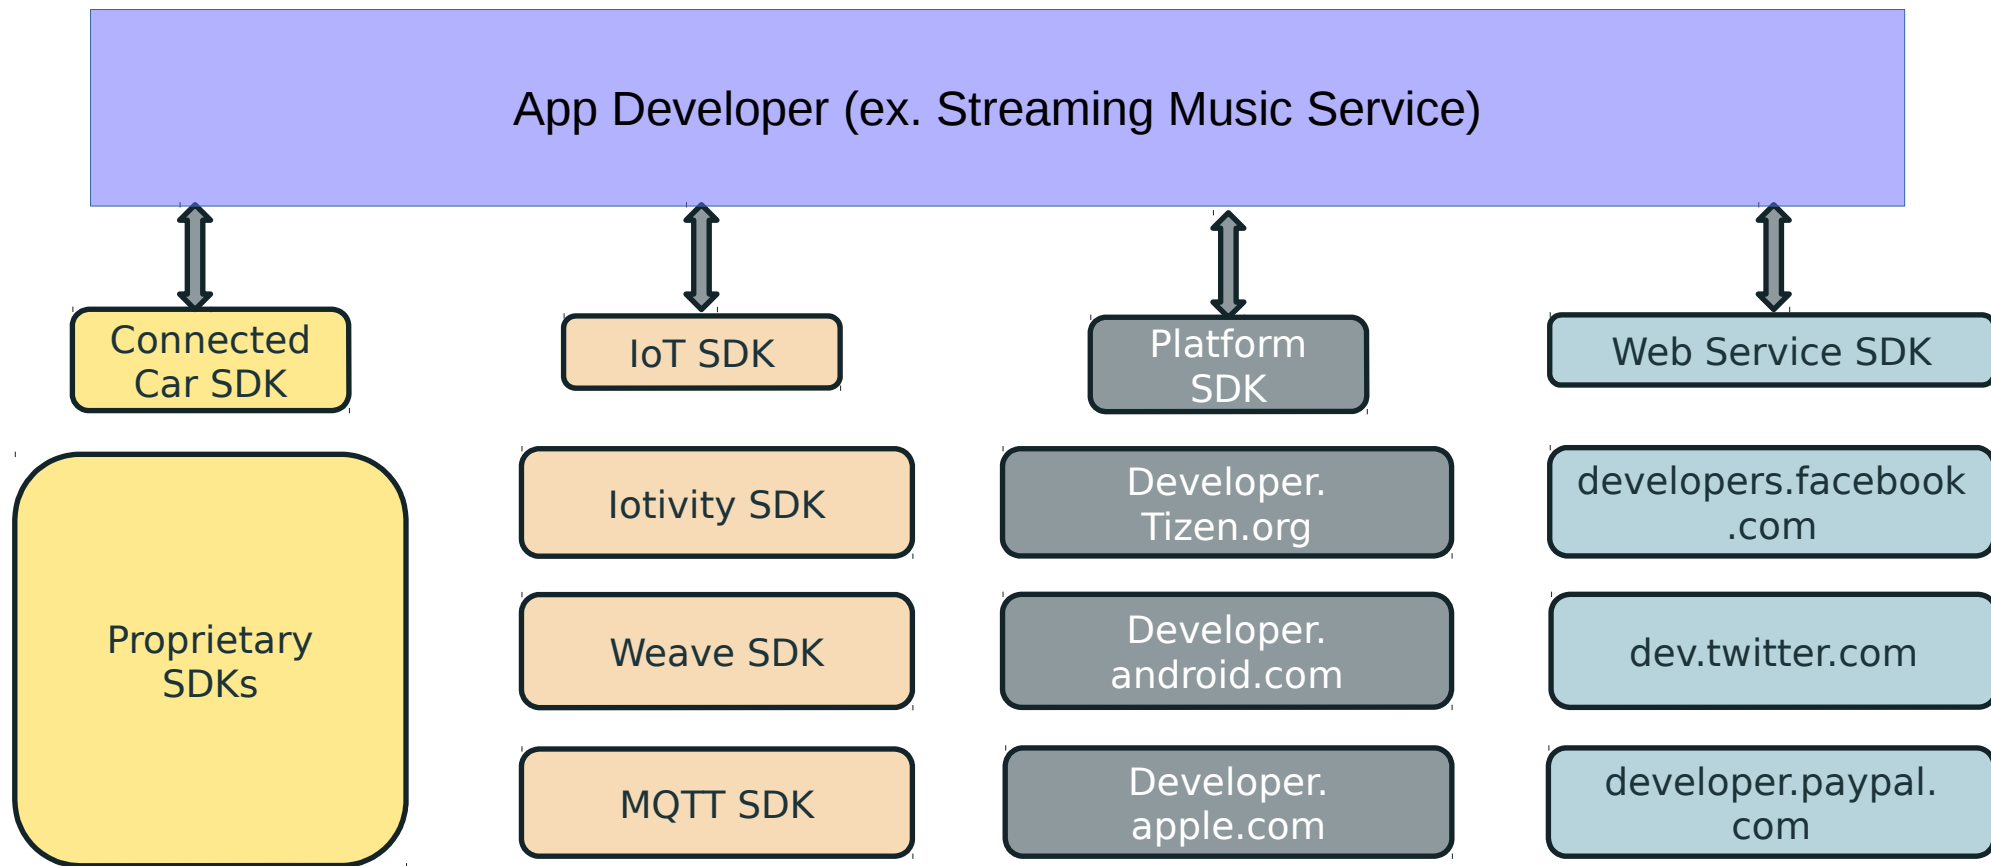 App Developer (ex. Streaming Music Service)
Connected
Car SDK
IoT SDK
Platform
SDK
Web Service SDK
Proprietary
SDKs
Iotivity SDK
Weave SDK
MQTT SDK
Developer.
Tizen.org
Developer.
android.com
Developer.
apple.com
developers.facebook
.com
dev.twitter.com
developer.paypal.
com